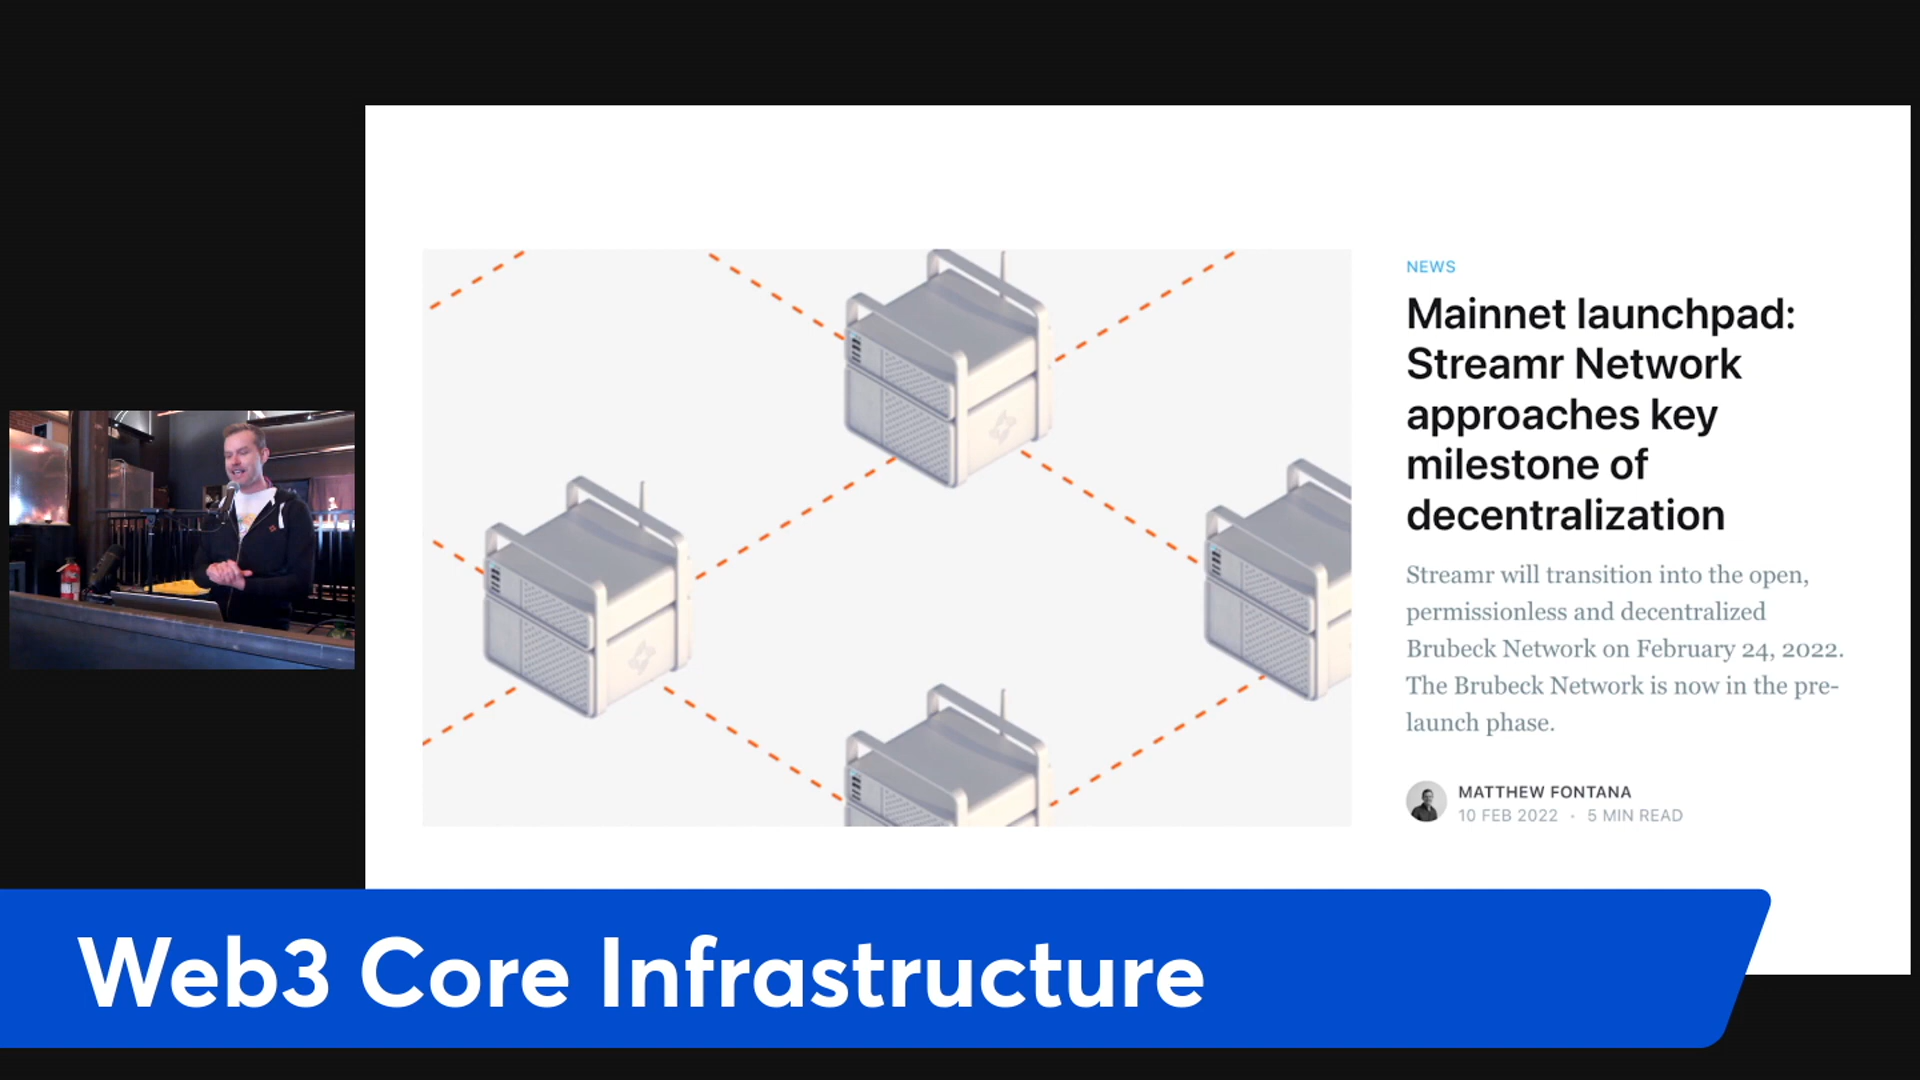 NEWS
Mainnet launchpad:
Streamr Network
approaches key
milestone of
decentralization
Streamr will transition into the open,
permissionless and decentralized
Brubeck Network on February 24, 2022.
The Brubeck Network is now in the pre-
launch phase.
MATTHEW FONTANA
10 FEB 2022 • 5 MIN READ
Web3 Core Infrastructure